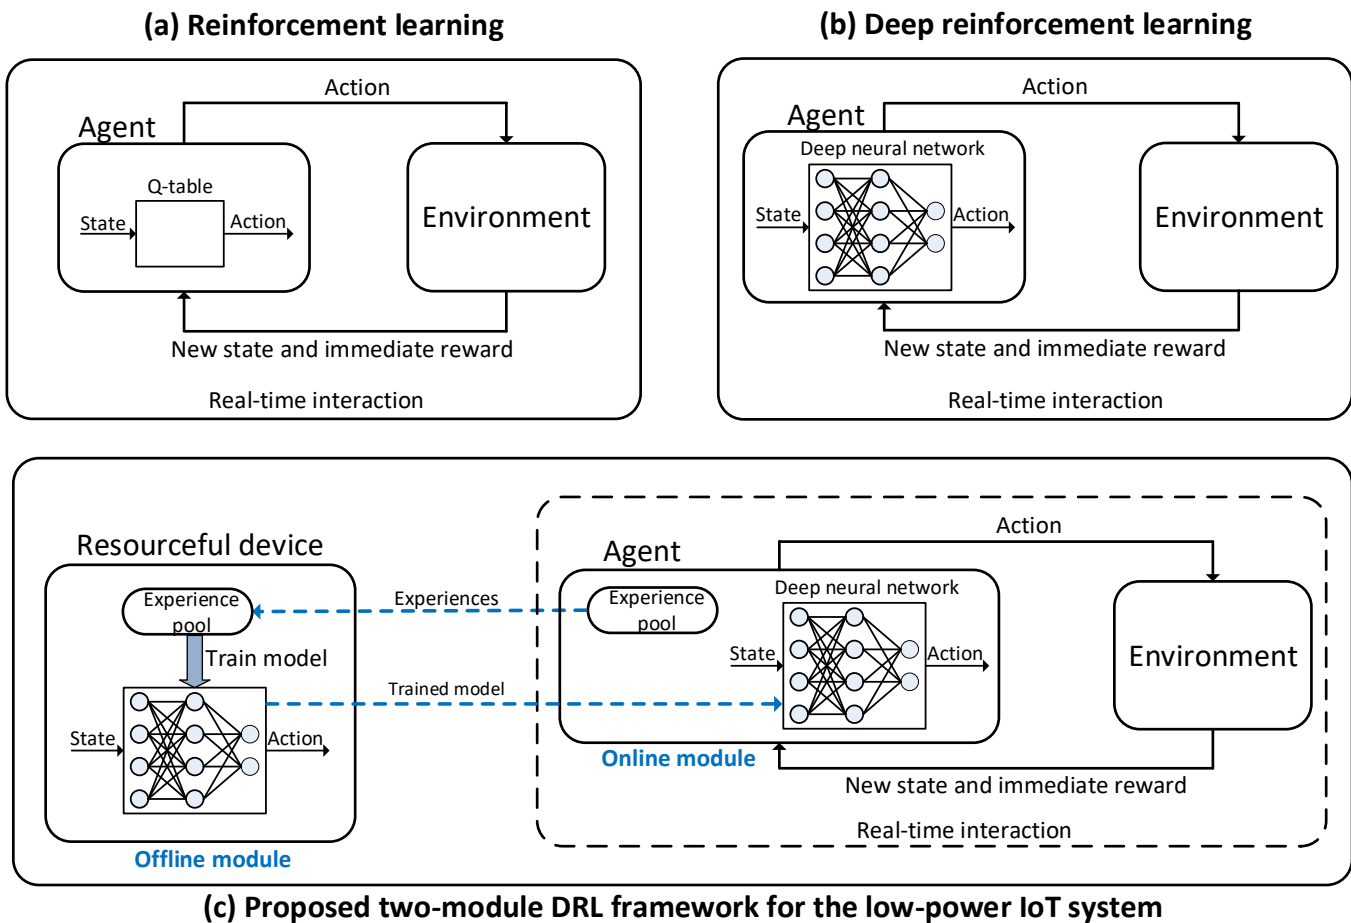 (a) Reinforcement learning
Action
Agent
Q-table
State
Action
Environment
New state and immediate reward
Real-time interaction
(b) Deep reinforcement learning
Action
Agent
Deep neural network
State
Action
Environment
New state and immediate reward
Real-time interaction
Resourceful device
Experience
pool
Train model
State
Action
Offline module
Experiences
Trained model
Action
Agent
Experience
pool
Deep neural network
State
Action
Online module
Environment
New state and immediate reward
Real-time interaction
(c) Proposed two-module DRL framework for the low-power IoT system